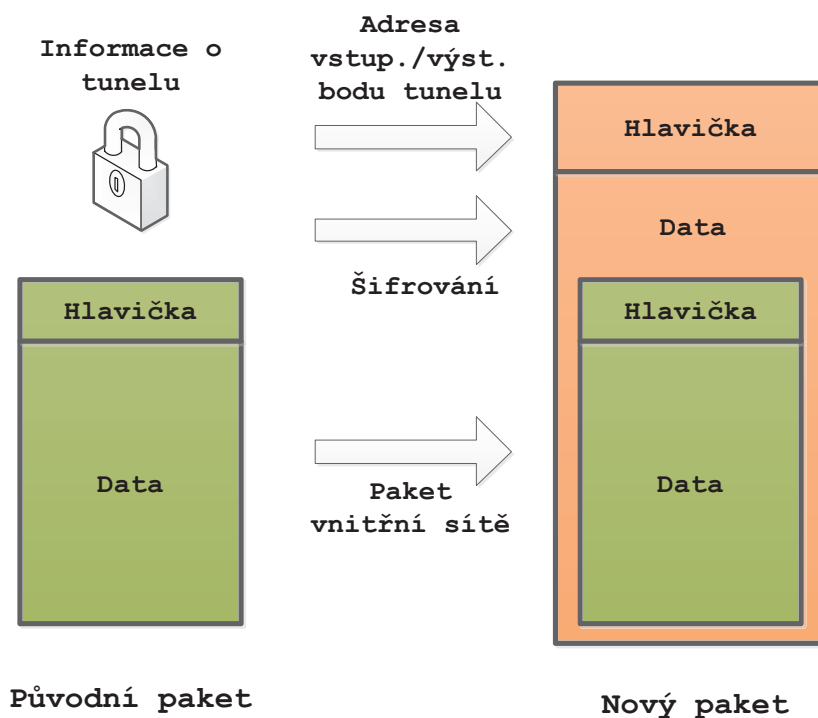 Informace o
tunelu
Adresa
vstup./výst.
bodu tunelu
Hlavička
Data
Šifrování
Hlavička
Data
Paket
vnitřní sítě
Hlavička
Data
Původní paket
Nový paket